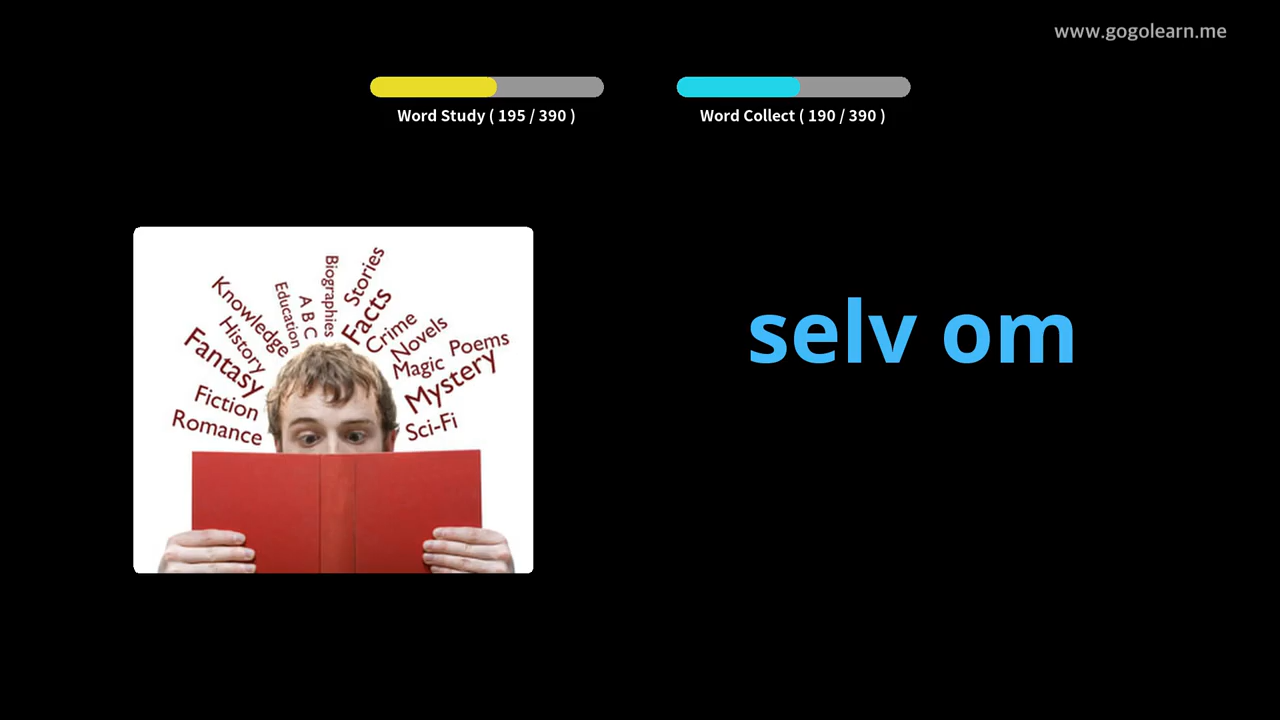 www.gogolearn.me
Word Study ( 195 / 390 )
Word Collect ( 190 / 390 )
Stories
Biographies
Facts
Education
A B C
Knowledge
Crime
Novels
History
Poems
Fantasy
Magic
Mystery
Fiction
Romance
Sci-Fi
selv om